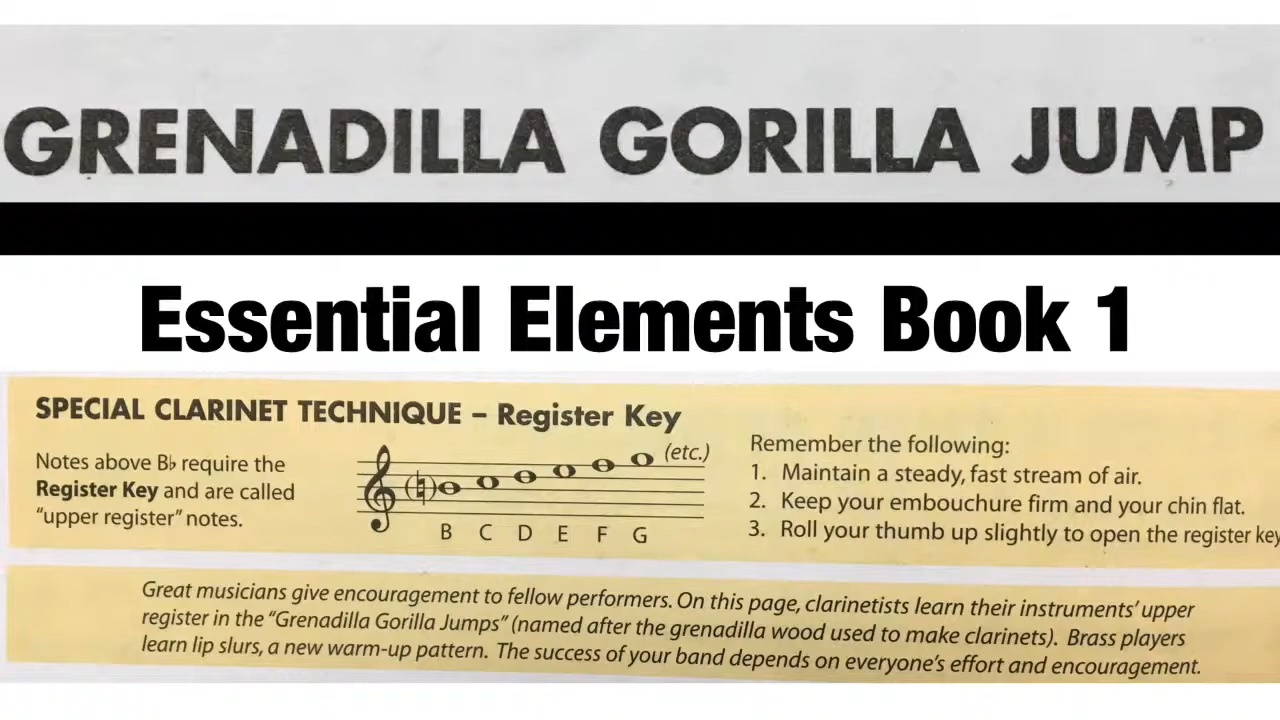 GRENADILLA GORILLA JUMP
Essential Elements Book 1
SPECIAL CLARINET TECHNIQUE – Register Key
Notes above B♭ require the
Register Key and are called
"upper register" notes.
(♮)
(etc.)
B C D E F G
Remember the following:
1. Maintain a steady, fast stream of air.
2. Keep your embouchure firm and your chin flat.
3. Roll your thumb up slightly to open the register key
Great musicians give encouragement to fellow performers. On this page, clarinetists learn their instruments' upper
register in the "Grenadilla Gorilla Jumps" (named after the grenadilla wood used to make clarinets). Brass players
learn lip slurs, a new warm-up pattern. The success of your band depends on everyone's effort and encouragement.